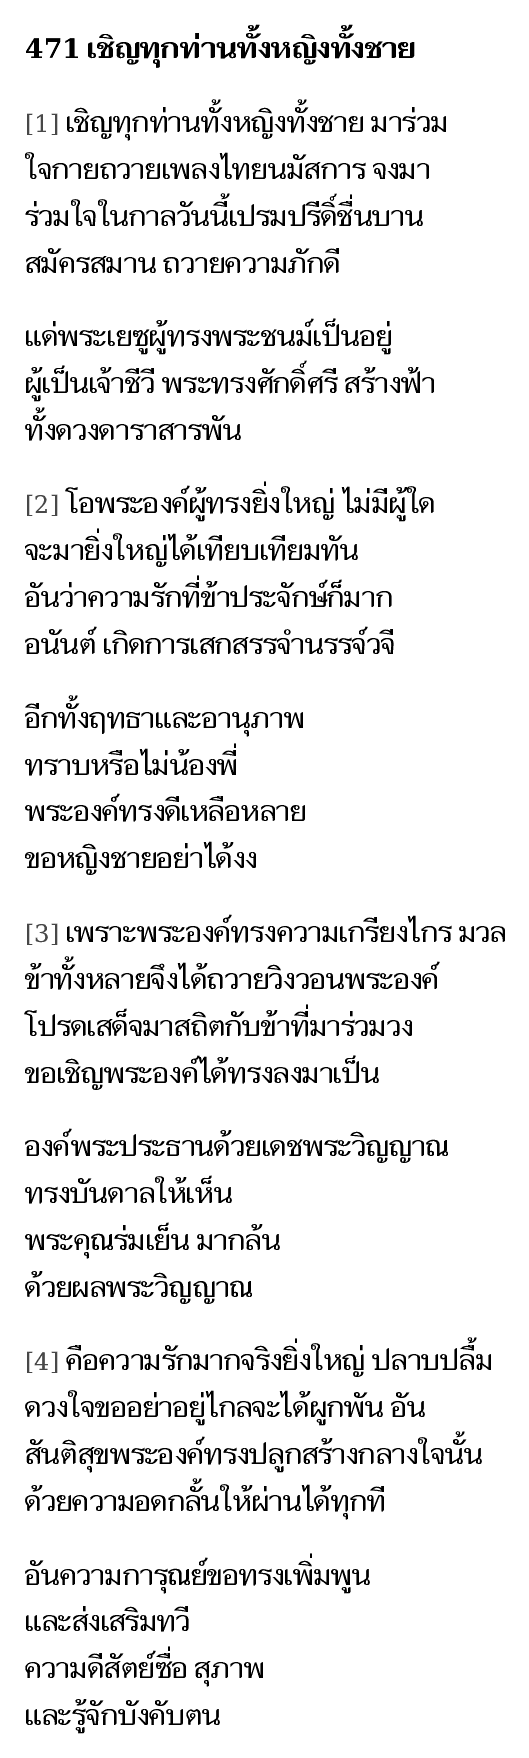 471 เชิญทุกท่านทั้งหญิงทั้งชาย
[1] เชิญทุกท่านทั้งหญิงทั้งชาย มาร่วม
ใจกายถวายเพลงไทยนมัสการ จงมา
ร่วมใจในกาลวันนี้เปรมปรีดิ์ชื่นบาน
สมัครสมาน ถวายความภักดี
แด่พระเยซูผู้ทรงพระชนม์เป็นอยู่
ผู้เป็นเจ้าชีวี พระทรงศักดิ์ศรี สร้างฟ้า
ทั้งดวงดาราสารพัน
[2] โอพระองค์ผู้ทรงยิ่งใหญ่ ไม่มีผู้ใด
จะมายิ่งใหญ่ได้เทียบเทียมทัน
อันว่าความรักที่ข้าประจักษ์ก็มาก
อนันต์ เกิดการเสกสรรจำนรรจ์วจี
อีกทั้งฤทธาและอานุภาพ
ทราบหรือไม่น้องพี่
พระองค์ทรงดีเหลือหลาย
ขอหญิงชายอย่าได้งง
[3] เพราะพระองค์ทรงความเกรียงไกร มวล
ข้าทั้งหลายจึงได้ถวายวิงวอนพระองค์
โปรดเสด็จมาสถิตกับข้าที่มาร่วมวง
ขอเชิญพระองค์ได้ทรงลงมาเป็น
องค์พระประธานด้วยเดชพระวิญญาณ
ทรงบันดาลให้เห็น
พระคุณร่มเย็น มากล้น
ด้วยผลพระวิญญาณ
[4] คือความรักมากจริงยิ่งใหญ่ ปลาบปลื้ม
ดวงใจขออย่าอยู่ไกลจะได้ผูกพัน อัน
สันติสุขพระองค์ทรงปลูกสร้างกลางใจนั้น
ด้วยความอดกลั้นให้ผ่านได้ทุกที
อันความการุณย์ขอทรงเพิ่มพูน
และส่งเสริมทวี
ความดีสัตย์ซื่อ สุภาพ
และรู้จักบังคับตน